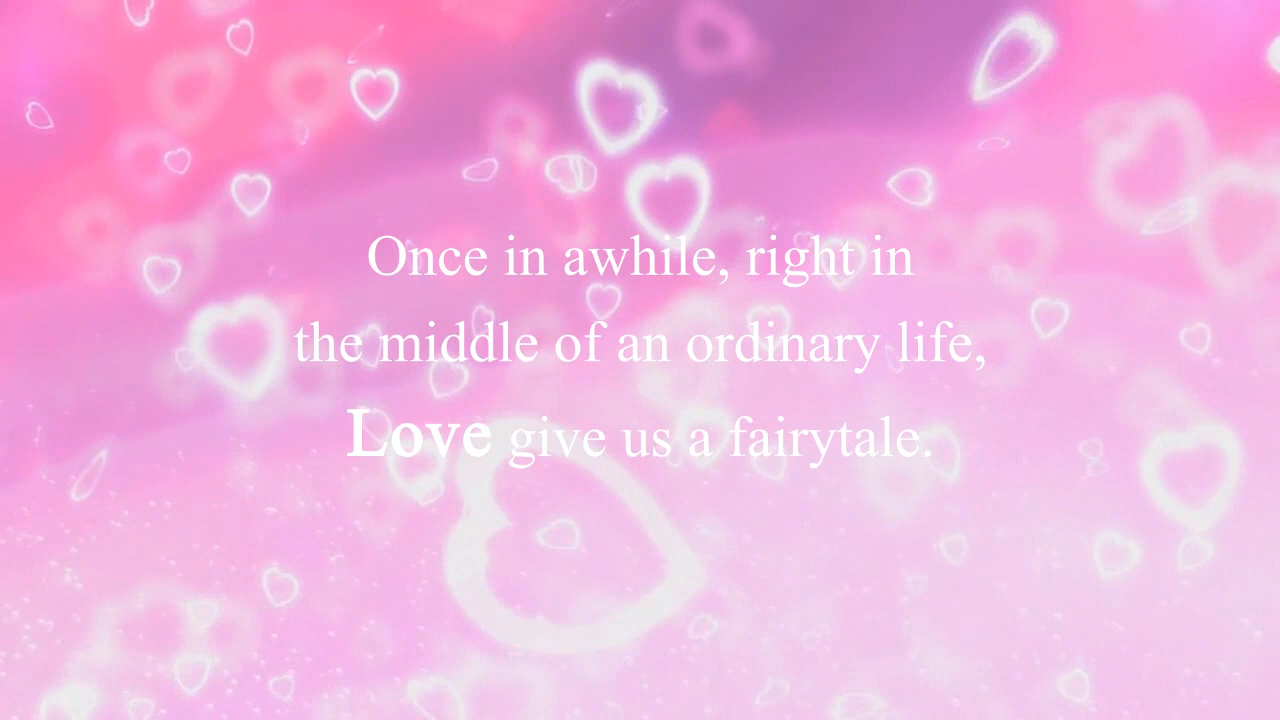 Once in awhile, right in
the middle of an ordinary life,
Love give us a fairytale.